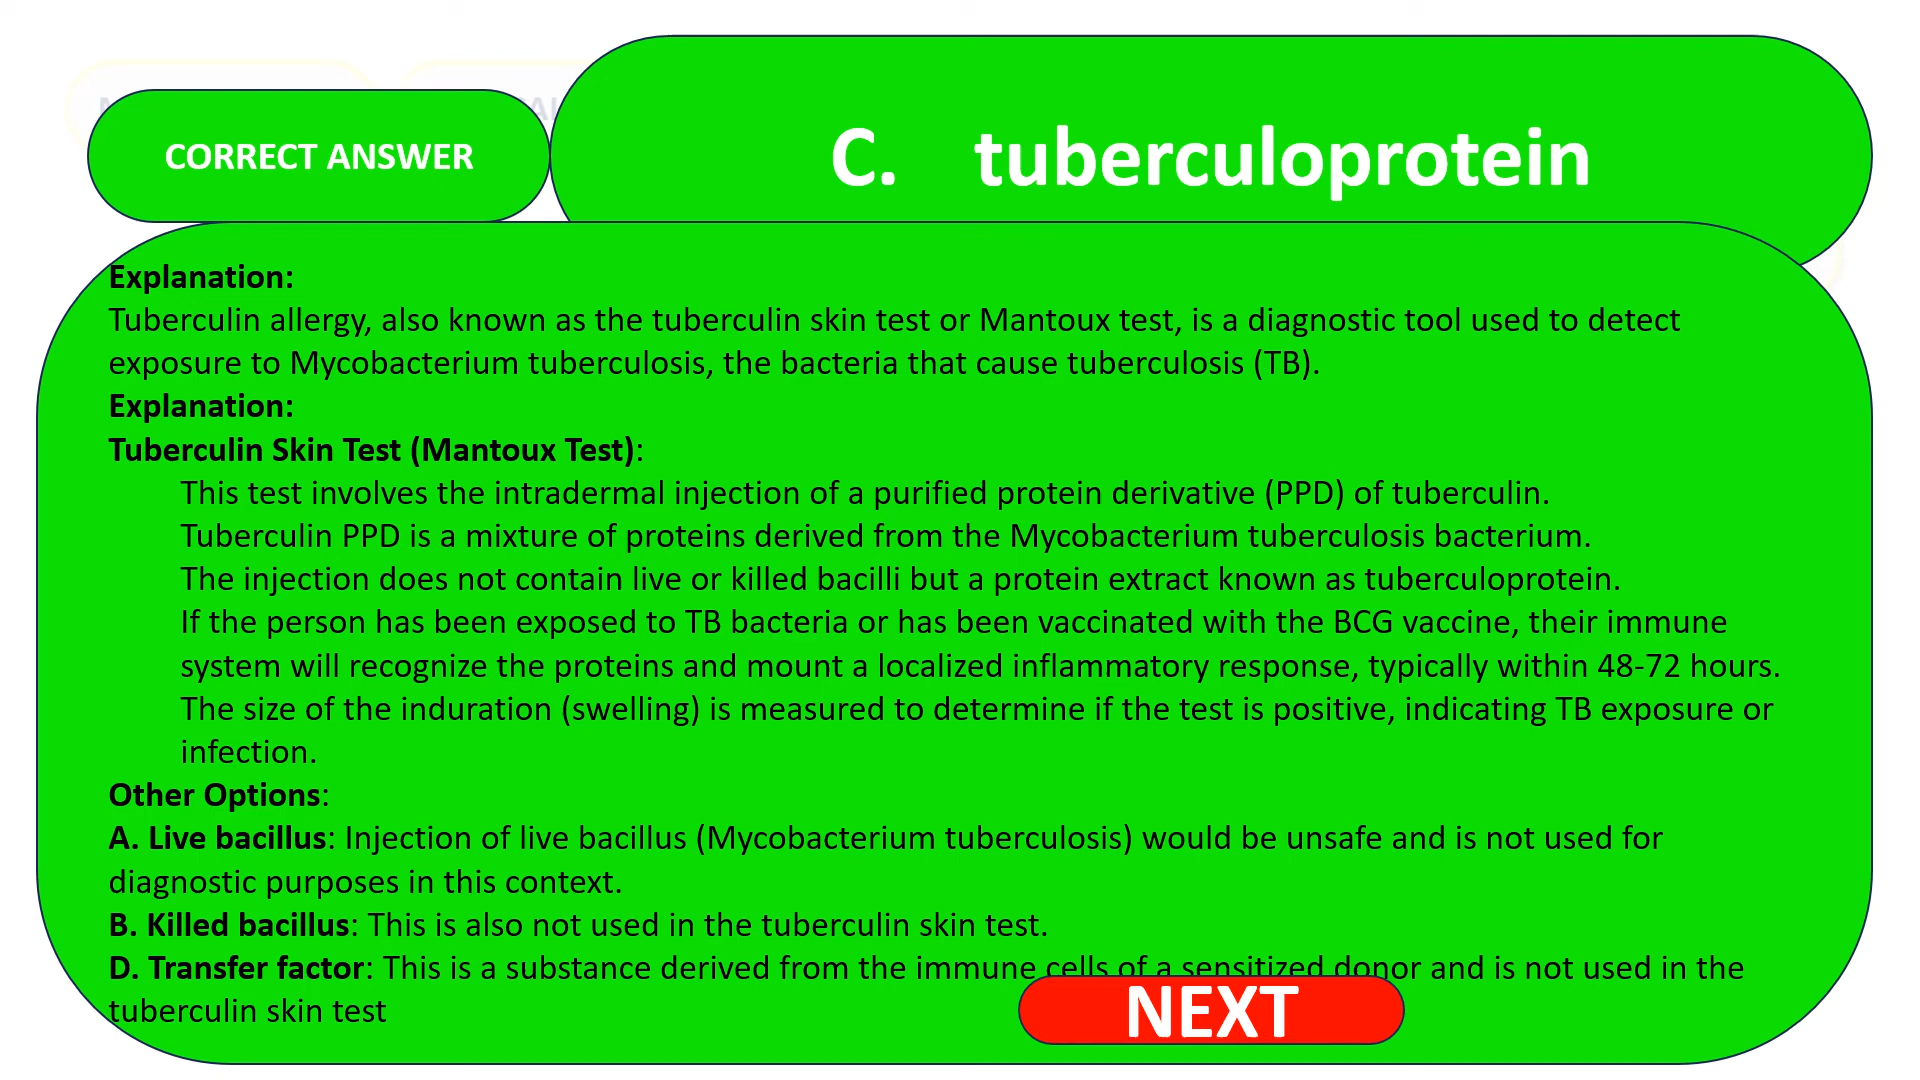 CORRECT ANSWER
C. tuberculoprotein
Explanation:
Tuberculin allergy, also known as the tuberculin skin test or Mantoux test, is a diagnostic tool used to detect
exposure to Mycobacterium tuberculosis, the bacteria that cause tuberculosis (TB).
Explanation:
Tuberculin Skin Test (Mantoux Test):
This test involves the intradermal injection of a purified protein derivative (PPD) of tuberculin.
Tuberculin PPD is a mixture of proteins derived from the Mycobacterium tuberculosis bacterium.
The injection does not contain live or killed bacilli but a protein extract known as tuberculoprotein.
If the person has been exposed to TB bacteria or has been vaccinated with the BCG vaccine, their immune
system will recognize the proteins and mount a localized inflammatory response, typically within 48-72 hours.
The size of the induration (swelling) is measured to determine if the test is positive, indicating TB exposure or
infection.
Other Options:
A. Live bacillus: Injection of live bacillus (Mycobacterium tuberculosis) would be unsafe and is not used for
diagnostic purposes in this context.
B. Killed bacillus: This is also not used in the tuberculin skin test.
D. Transfer factor: This is a substance derived from the immune cells of a sensitized donor and is not used in the
tuberculin skin test
NEXT